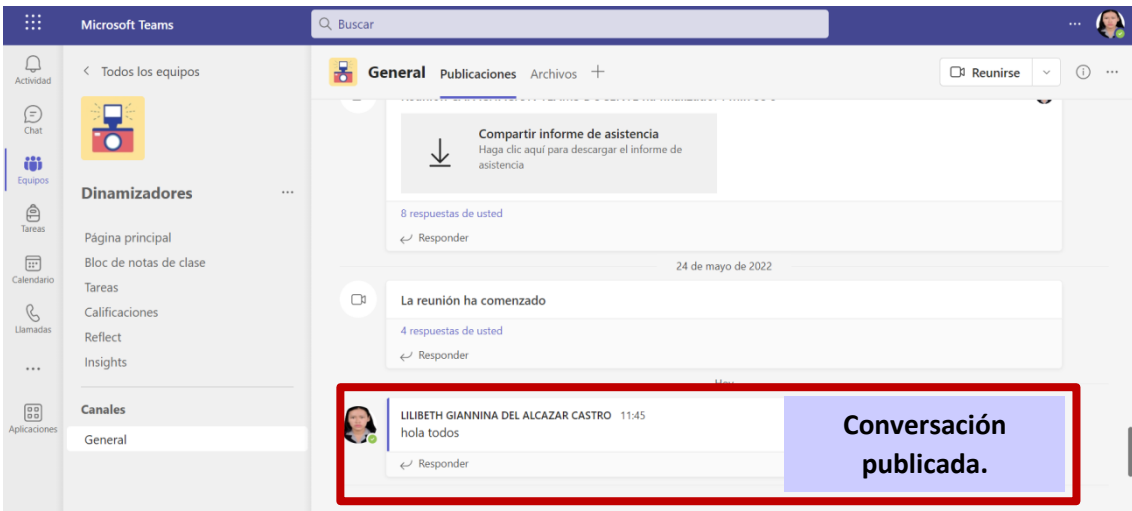 Microsoft Teams
Buscar
Actividad
Chat
Equipos
Tareas
Calendario
Llamadas
Aplicaciones
Todos los equipos
Dinamizadores
Página principal
Bloc de notas de clase
Tareas
Calificaciones
Reflect
Insights
Canales
General
General Publicaciones Archivos
Reunirse
Compartir informe de asistencia
Haga clic aquí para descargar el informe de
asistencia
8 respuestas de usted
Responder
24 de mayo de 2022
La reunión ha comenzado
4 respuestas de usted
Responder
Hoy
LILIBETH GIANNINA DEL ALCAZAR CASTRO 11:45
hola todos
Responder
Conversación
publicada.